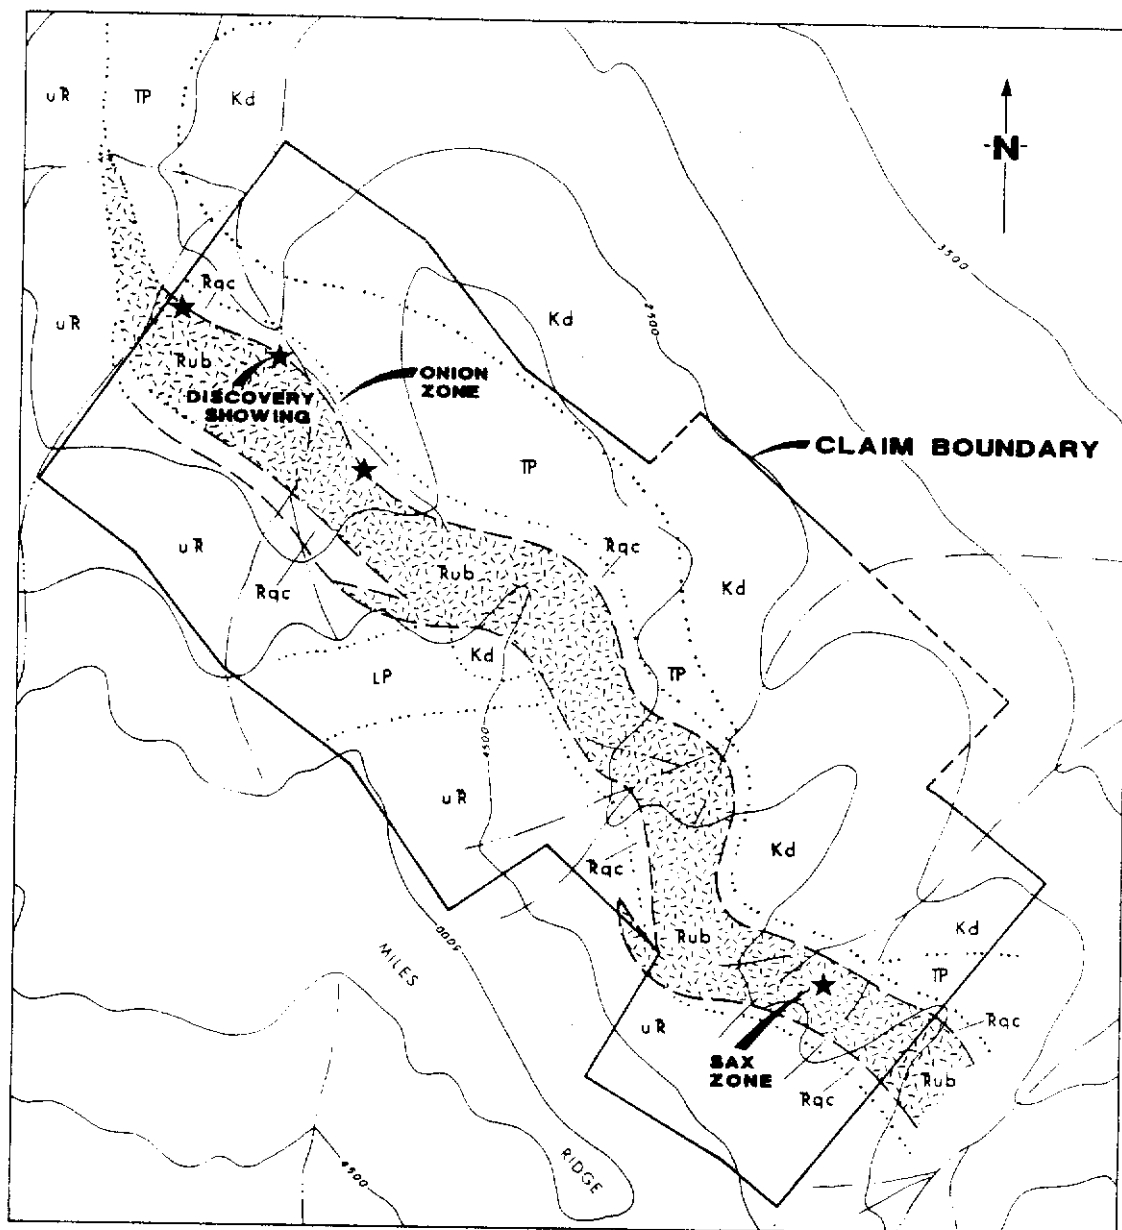 uR TP Kd
N
3500
Rqc
Kd
2500
uR
Rub
ONION
ZONE
DISCOVERY
SHOWING
CLAIM BOUNDARY
TP
uR
Rqc
Rub
Rqc
Kd
Kd
LP
TP
4500
uR
Kd
Rqc
Kd
Rub
5000
MILES
TP
Rqc
uR
SAX
ZONE
Rub
Rqc
RIDGE
4500